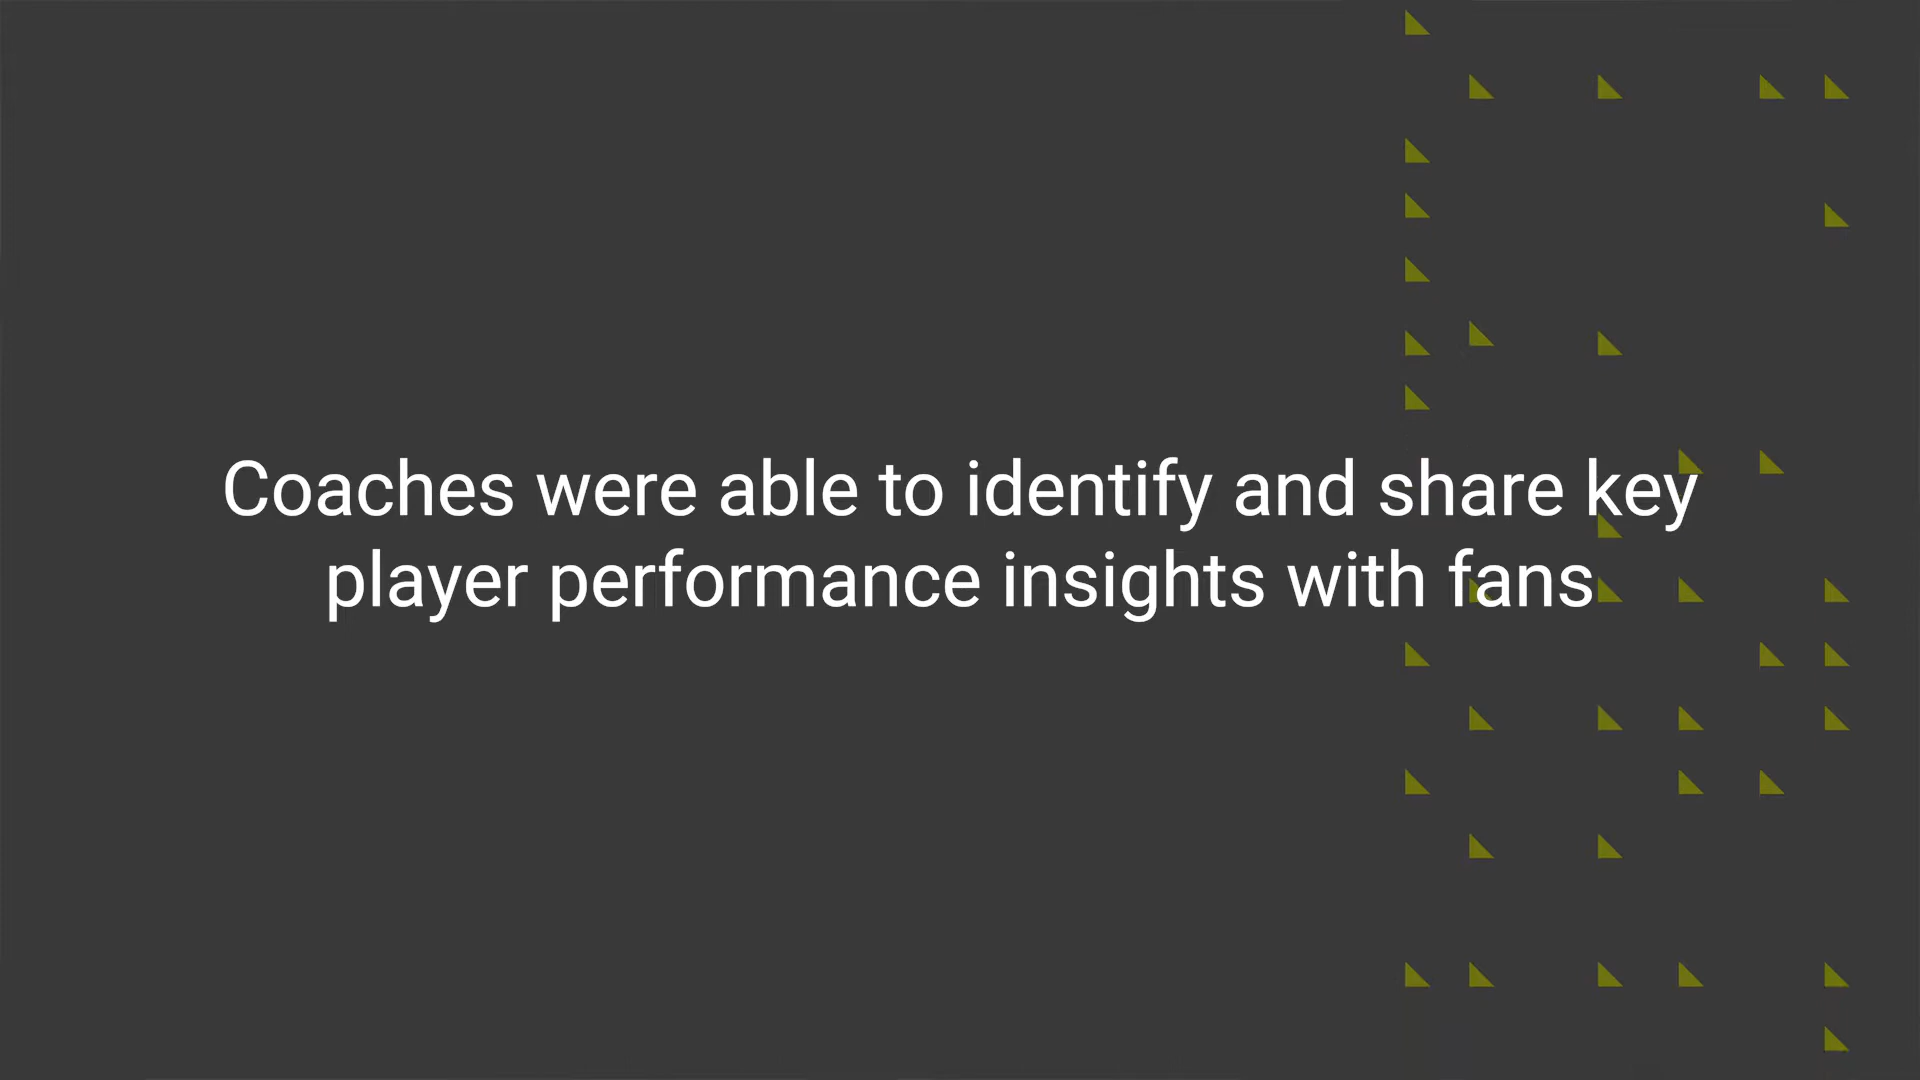 Coaches were able to identify and share key
player performance insights with fans